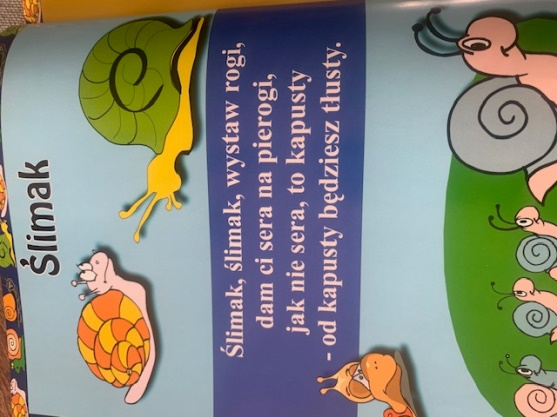 Ślimak
Ślimak, ślimak, wystaw rogi,
dam ci sera na pierogi,
jak nie sera, to kapusty
- od kapusty będziesz tłusty.